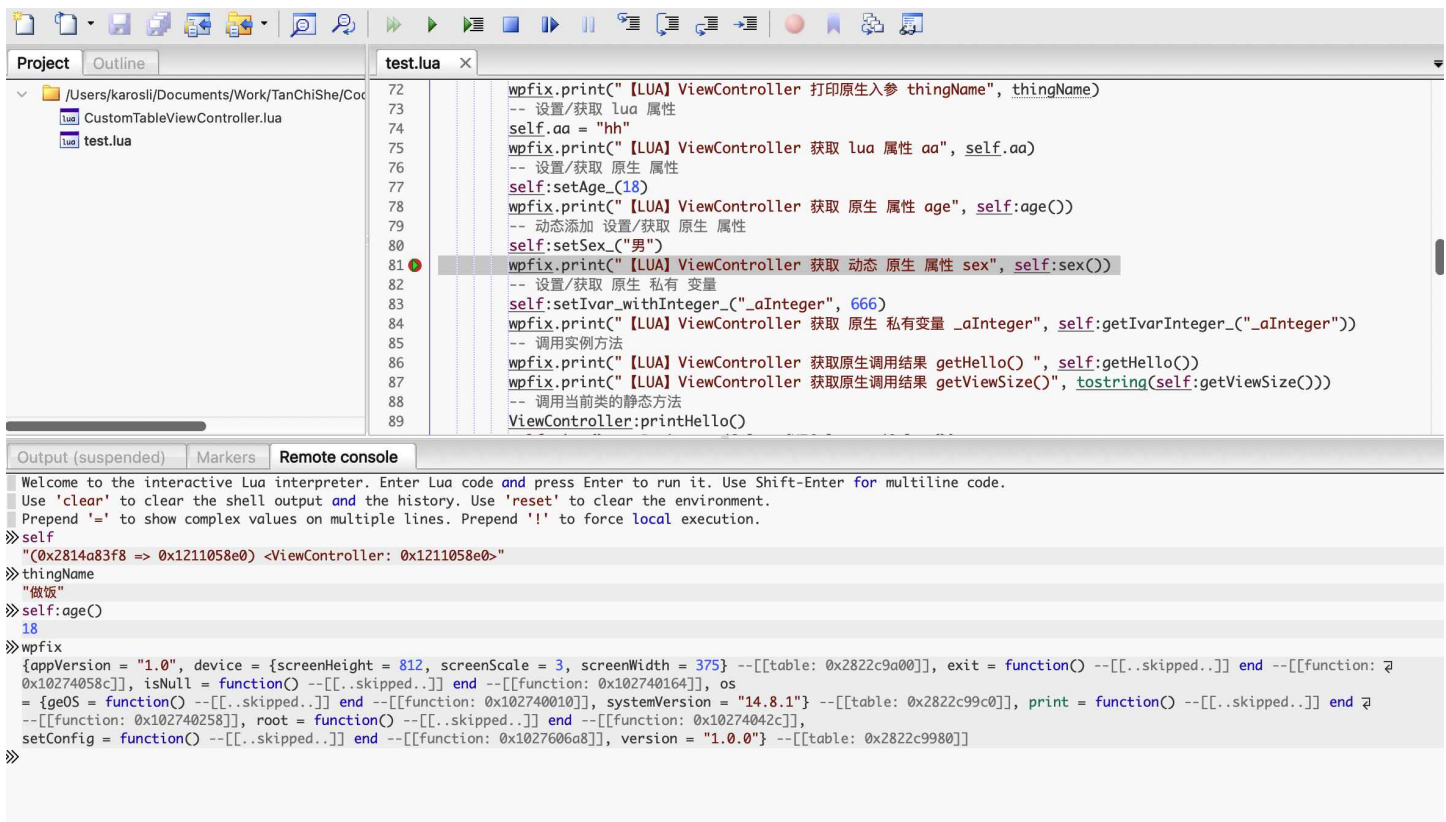 Project
Outline
/Users/karosli/Documents/Work/TanChiShe/Coc
CustomTableViewController.lua
test.lua
test.lua
72 wpfix.print("【LUA】ViewController 打印原生入参 thingName", thingName)
73 -- 设置/获取 lua 属性
74 self.aa = "hh"
75 wpfix.print("【LUA】ViewController 获取 lua 属性 aa", self.aa)
76 -- 设置/获取 原生 属性
77 self:setAge_(18)
78 wpfix.print("【LUA】ViewController 获取 原生 属性 age", self:age())
79 -- 动态添加 设置/获取 原生 属性
80 self:setSex_("男")
81 wpfix.print("【LUA】ViewController 获取 动态 原生 属性 sex", self:sex())
82 -- 设置/获取 原生 私有 变量
83 self:setIvar_withInteger_("_aInteger", 666)
84 wpfix.print("【LUA】ViewController 获取 原生 私有变量 _aInteger", self:getIvarInteger_("_aInteger"))
85 -- 调用实例方法
86 wpfix.print("【LUA】ViewController 获取原生调用结果 getHello() ", self:getHello())
87 wpfix.print("【LUA】ViewController 获取原生调用结果 getViewSize()", tostring(self:getViewSize()))
88 -- 调用当前类的静态方法
89 ViewController:printHello()
Output (suspended)
Markers
Remote console
Welcome to the interactive Lua interpreter. Enter Lua code and press Enter to run it. Use Shift-Enter for multiline code.
Use 'clear' to clear the shell output and the history. Use 'reset' to clear the environment.
Prepend '=' to show complex values on multiple lines. Prepend '!' to force local execution.
self
"(0x2814a83f8 => 0x1211058e0) <ViewController: 0x1211058e0>"
thingName
"做饭"
self:age()
18
wpfix
{appVersion = "1.0", device = {screenHeight = 812, screenScale = 3, screenWidth = 375} --[[table: 0x2822c9a00]], exit = function() --[[..skipped..]] end --[[function:
0x10274058c]], isNull = function() --[[..skipped..]] end --[[function: 0x102740164]], os
= {geOS = function() --[[..skipped..]] end --[[function: 0x102740010]], systemVersion = "14.8.1"} --[[table: 0x2822c99c0]], print = function() --[[..skipped..]] end
--[[function: 0x102740258]], root = function() --[[..skipped..]] end --[[function: 0x10274042c]],
setConfig = function() --[[..skipped..]] end --[[function: 0x1027606a8]], version = "1.0.0"} --[[table: 0x2822c9980]]